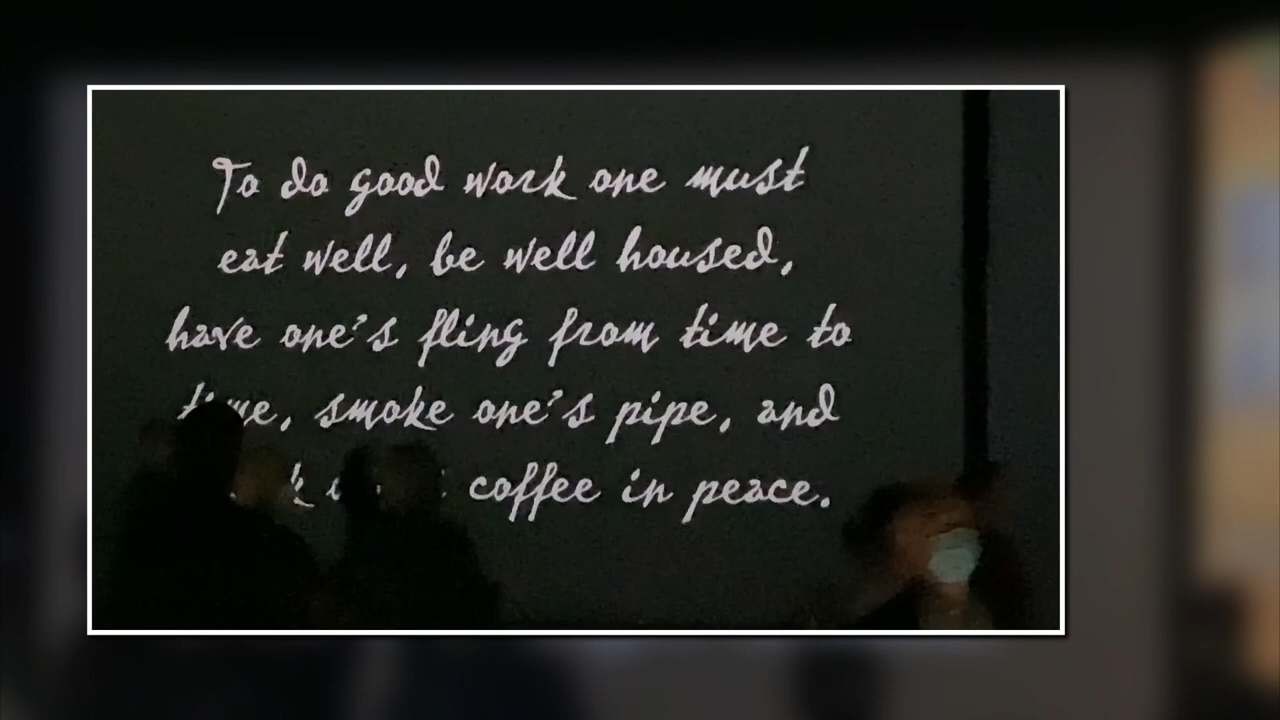 To do good work one must
eat well, be well housed,
have one's fling from time to
time, smoke one's pipe, and
coffee in peace.